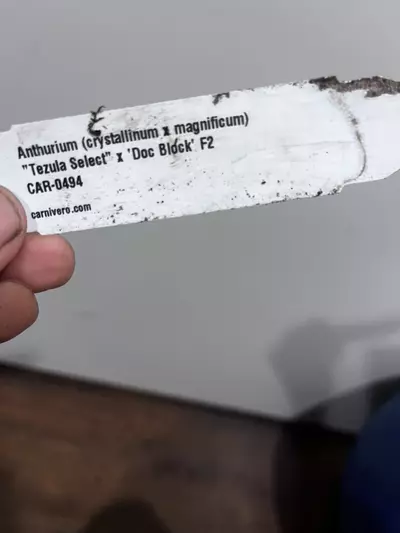 Anthurium (crystallinum x magnificum)
"Tezula Select" x 'Doc Block' F2
CAR-0494
carnivero.com